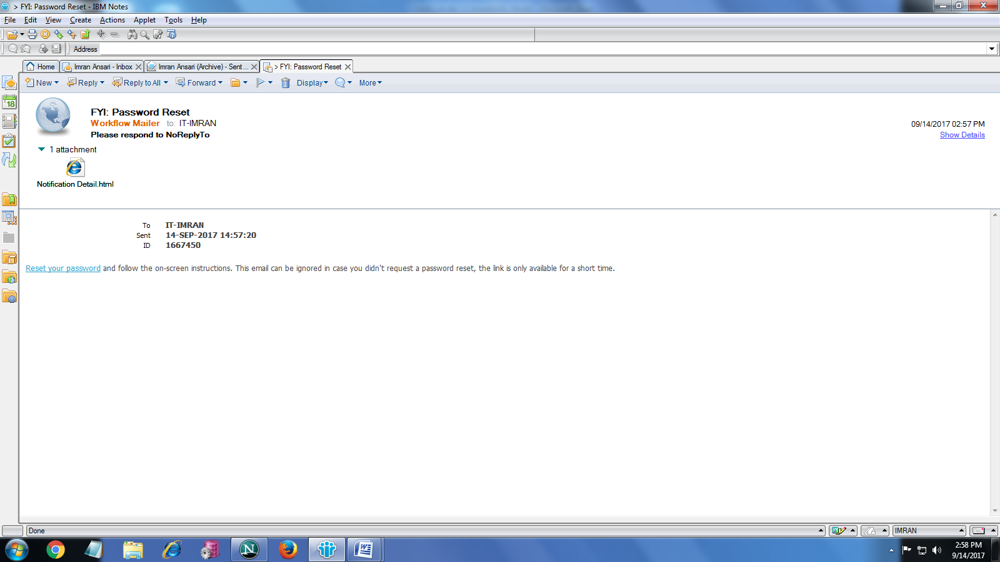 > FYI: Password Reset - IBM Notes
File Edit View Create Actions Applet Tools Help
Address
Home Imran Ansari - Inbox Imran Ansari (Archive) - Sent ... > FYI: Password Reset
New Reply Reply to All Forward Display More
18
FYI: Password Reset
Workflow Mailer to: IT-IMRAN
09/14/2017 02:57 PM
Please respond to NoReplyTo
Show Details
1 attachment
Notification Detail.html
To IT-IMRAN
Sent 14-SEP-2017 14:57:20
ID 1667450
Reset your password and follow the on-screen instructions. This email can be ignored in case you didn't request a password reset, the link is only available for a short time.
Done
IMRAN
2:58 PM
9/14/2017